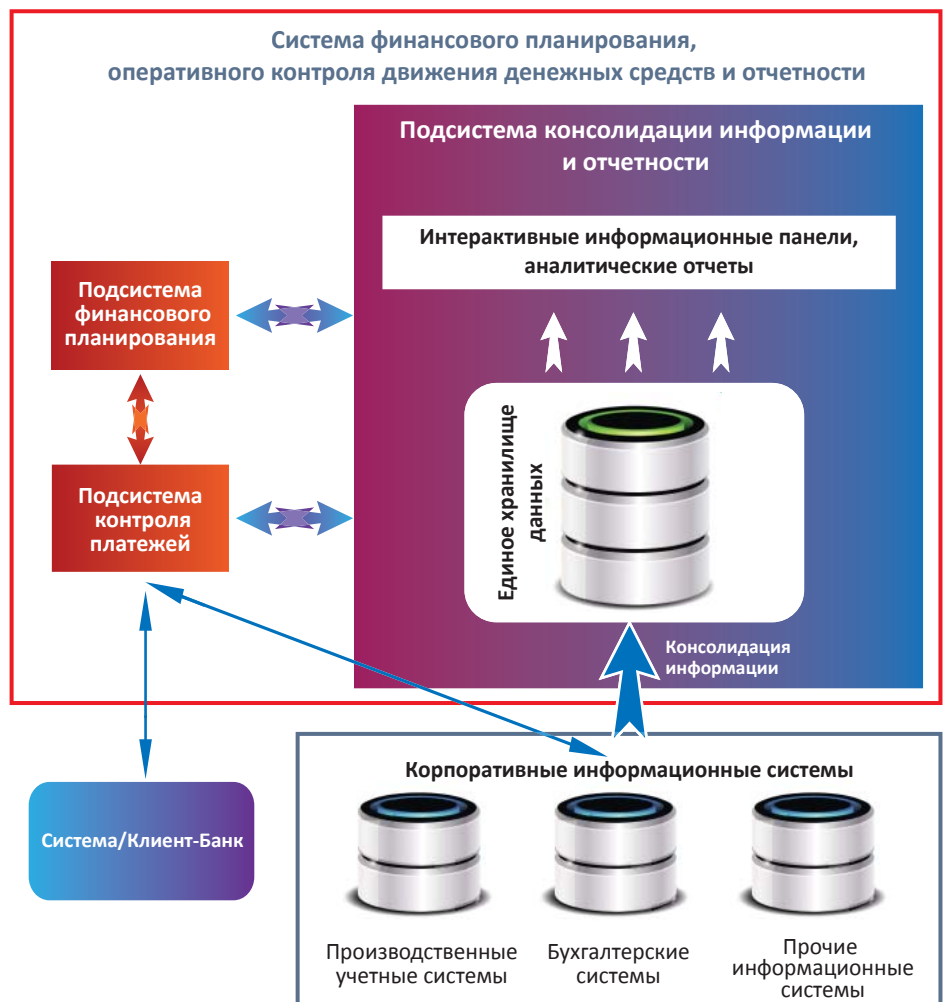 Система финансового планирования,
оперативного контроля движения денежных средств и отчетности
Подсистема консолидации информации
и отчетности
Интерактивные информационные панели,
аналитические отчеты
Подсистема
финансового
планирования
Единое хранилище
данных
Подсистема
контроля
платежей
Консолидация
информации
Корпоративные информационные системы
Система/Клиент-Банк
Производственные
учетные системы
Бухгалтерские
системы
Прочие
информационные
системы